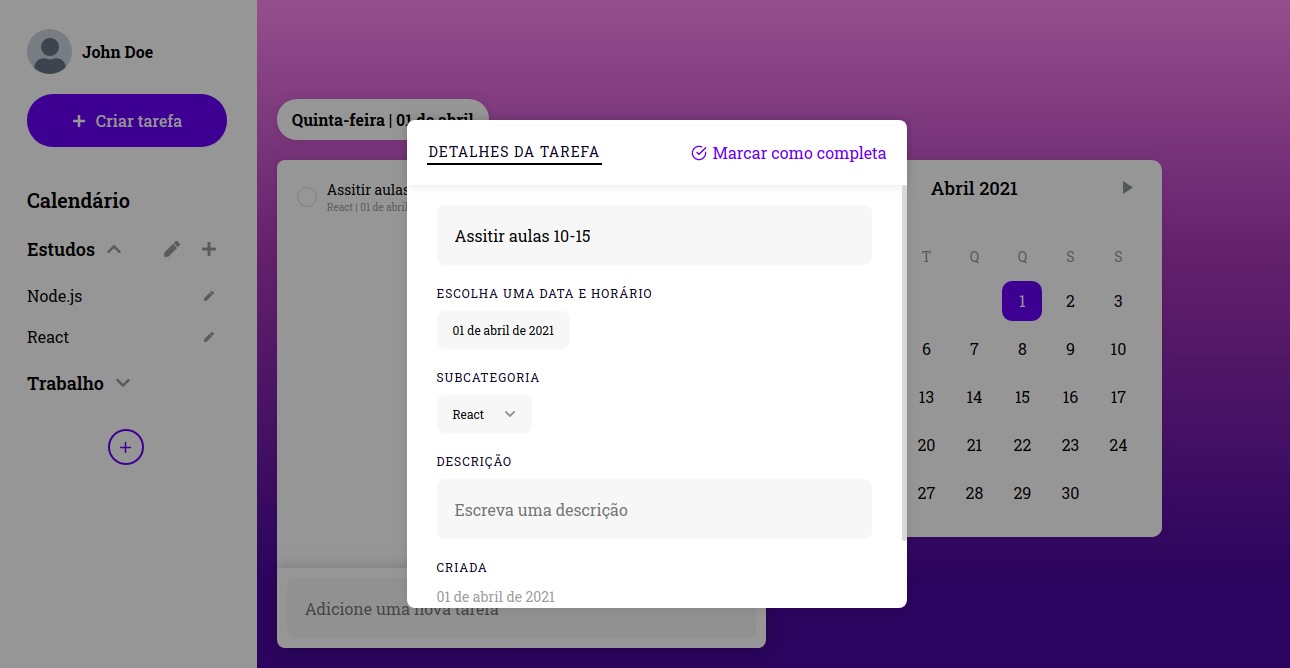 John Doe
Criar tarefa
Calendário
Estudos
Node.js
React
Trabalho
Quinta-feira | 01 de abril
Assitir aulas
React | 01 de abril
Adicione uma nova tarefa
DETALHES DA TAREFA
Marcar como completa
Assitir aulas 10-15
ESCOLHA UMA DATA E HORÁRIO
01 de abril de 2021
SUBCATEGORIA
React
DESCRIÇÃO
Escreva uma descrição
CRIADA
01 de abril de 2021
Abril 2021
T Q Q S S
1 2 3
6 7 8 9 10
13 14 15 16 17
20 21 22 23 24
27 28 29 30